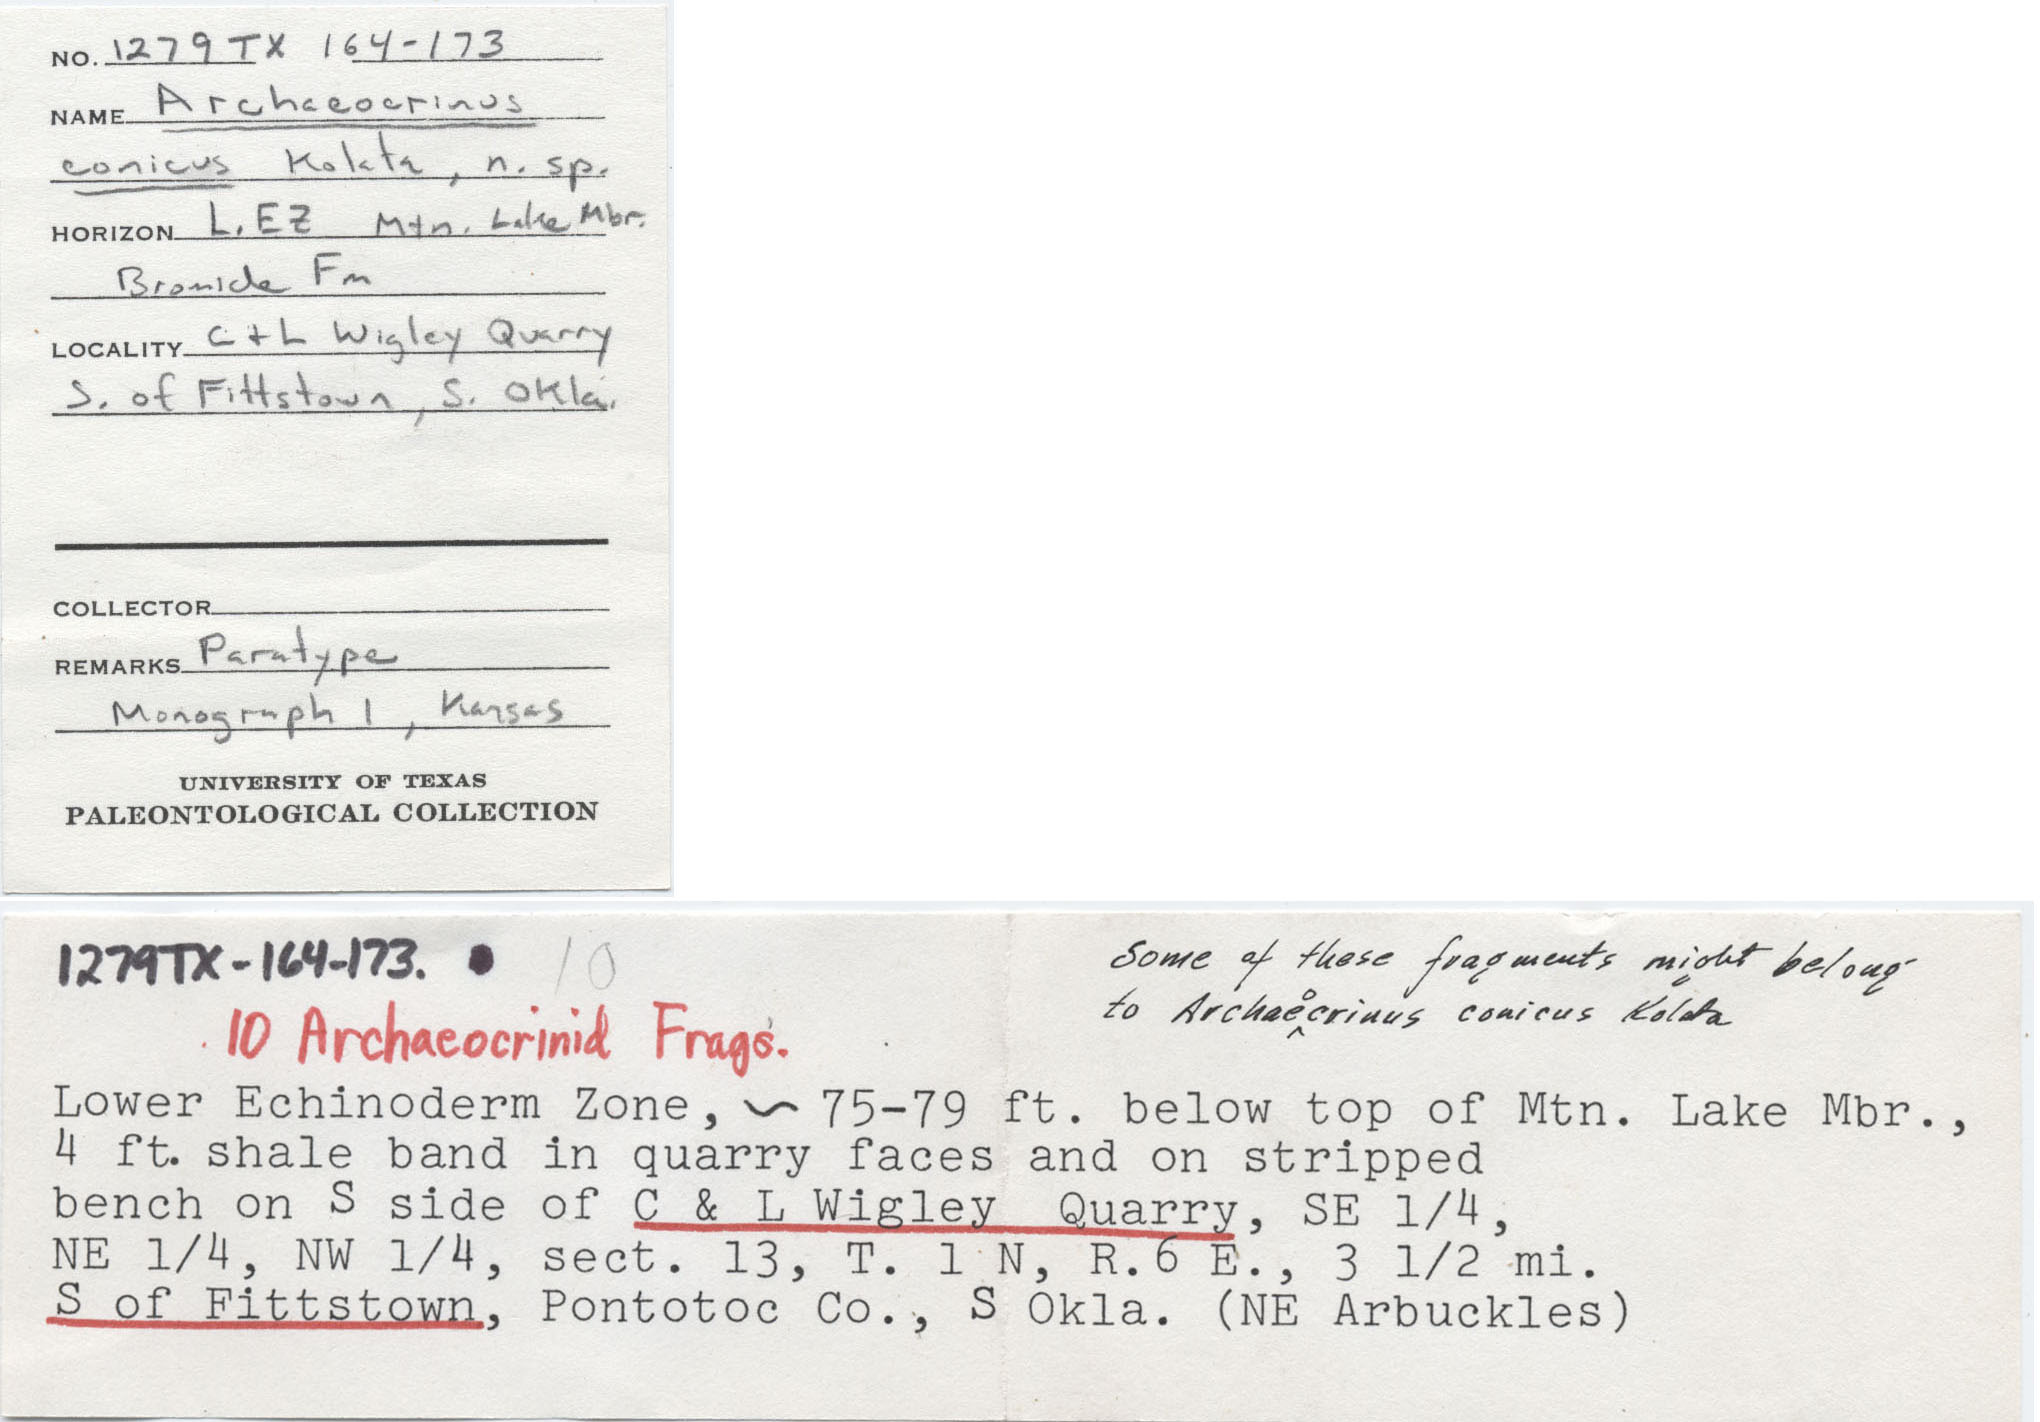 NO. 1279TX 164-173
NAME Archaeocrinus
conicus Kolata, n. sp.
HORIZON L. EZ Mtn. Lake Mbr.
Bromide Fm
LOCALITY C + L Wigley Quarry
S. of Fittstown, S. Okla.
COLLECTOR
REMARKS Paratype
Monograph 1, Kansas
UNIVERSITY OF TEXAS
PALEONTOLOGICAL COLLECTION
1279TX-164-173. 10
Some of these fragments might belong
to Archaeocrinus conicus Kolata
10 Archaeocrinid Frags.
Lower Echinoderm Zone, ~ 75-79 ft. below top of Mtn. Lake Mbr.,
4 ft. shale band in quarry faces and on stripped
bench on S side of C & L Wigley Quarry, SE 1/4,
NE 1/4, NW 1/4, sect. 13, T. 1 N, R.6 E., 3 1/2 mi.
S of Fittstown, Pontotoc Co., S Okla. (NE Arbuckles)